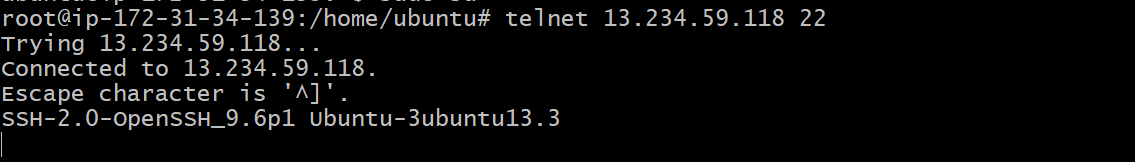 root@ip-172-31-34-139:/home/ubuntu# telnet 13.234.59.118 22
Trying 13.234.59.118...
Connected to 13.234.59.118.
Escape character is '^]'.
SSH-2.0-OpenSSH_9.6p1 Ubuntu-3ubuntu13.3